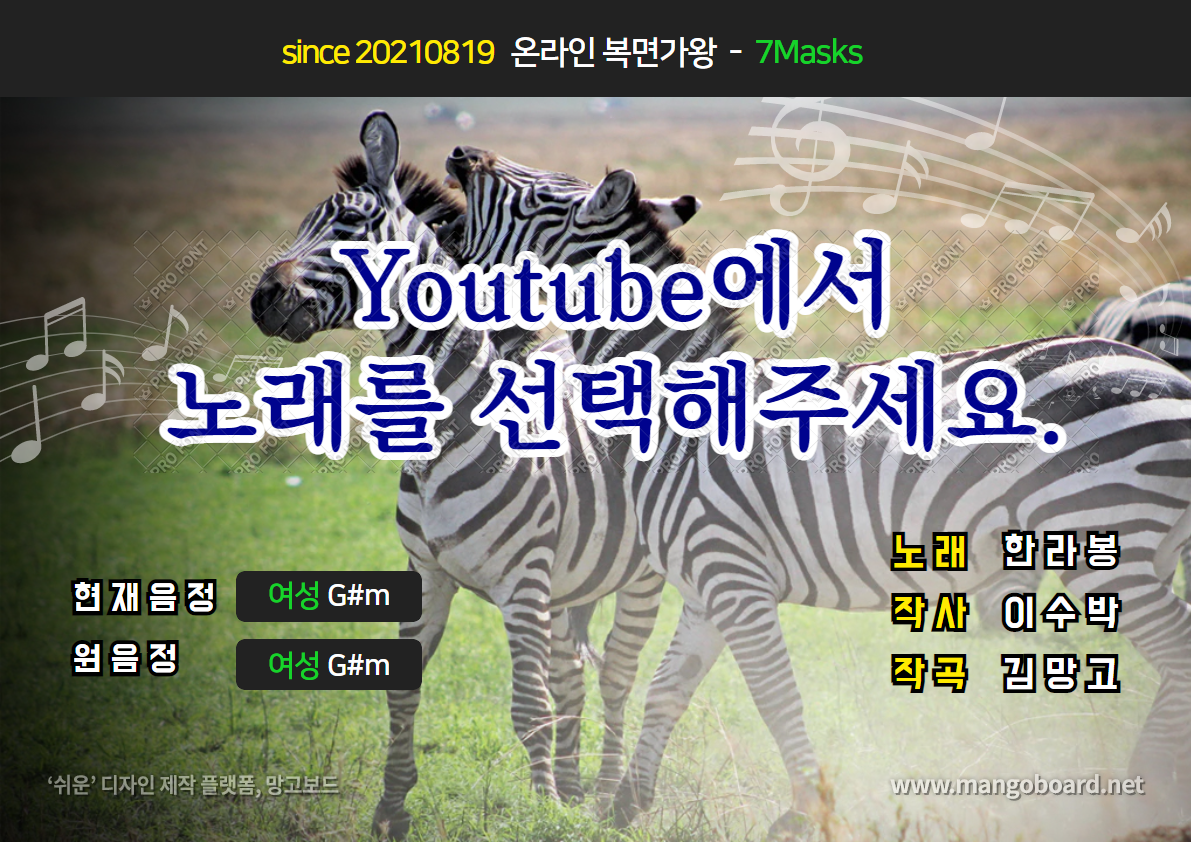 since 20210819 온라인 복면가왕 - 7Masks
Youtube에서
노래를 선택해주세요.
노래 한라봉
현재음정 여성 G#m
작사 이수박
원음정 여성 G#m
작곡 김망고
‘쉬운’ 디자인 제작 플랫폼, 망고보드
www.mangoboard.net
PRO FONT